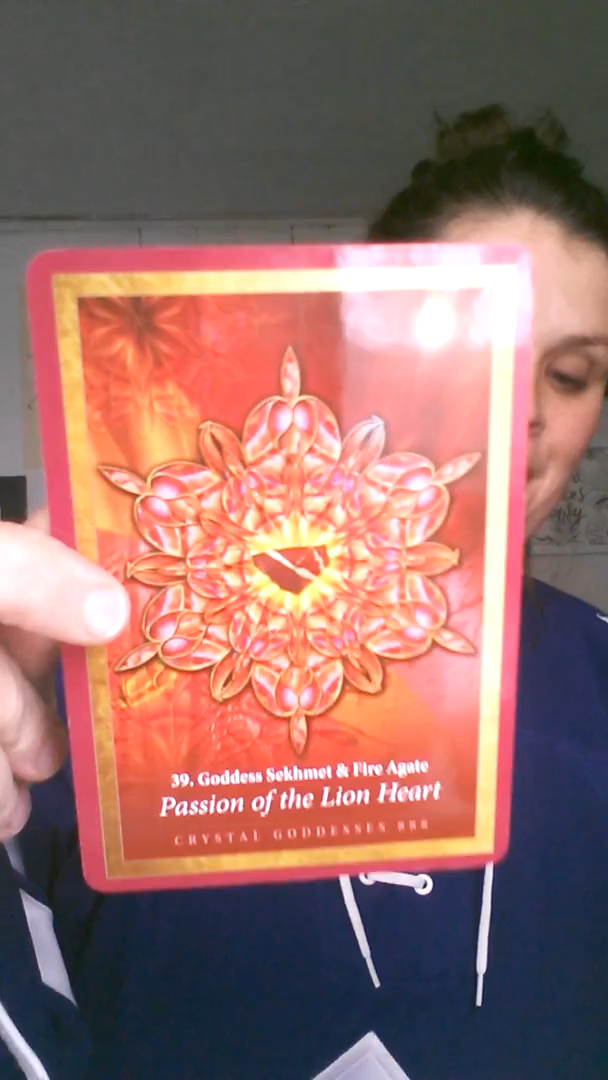 39. Goddess Sekhmet & Fire Agate
Passion of the Lion Heart
CRYSTAL GODDESSES 888